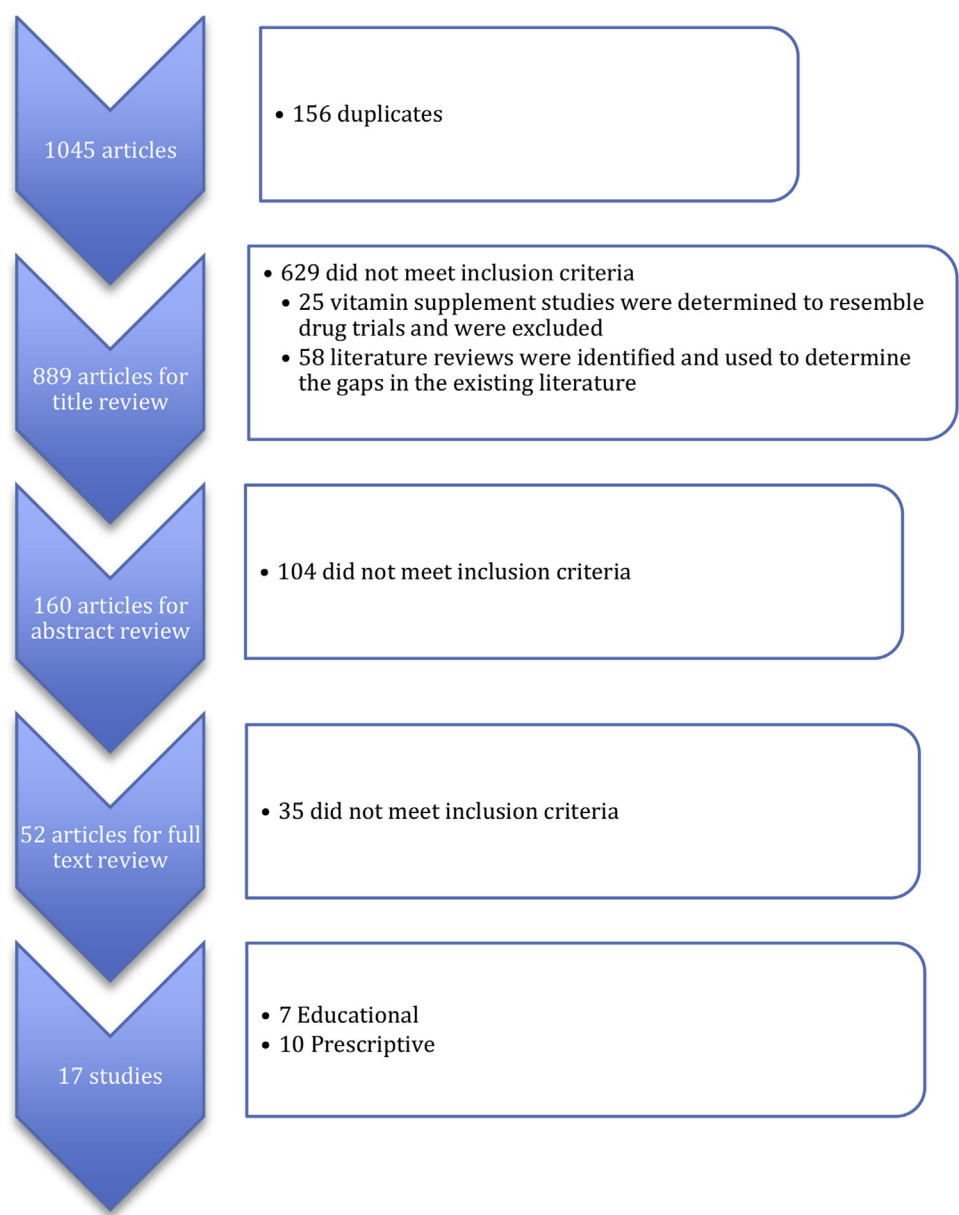 1045 articles
• 156 duplicates
889 articles for
title review
• 629 did not meet inclusion criteria
• 25 vitamin supplement studies were determined to resemble
drug trials and were excluded
• 58 literature reviews were identified and used to determine
the gaps in the existing literature
160 articles for
abstract review
• 104 did not meet inclusion criteria
52 articles for full
text review
• 35 did not meet inclusion criteria
17 studies
• 7 Educational
• 10 Prescriptive